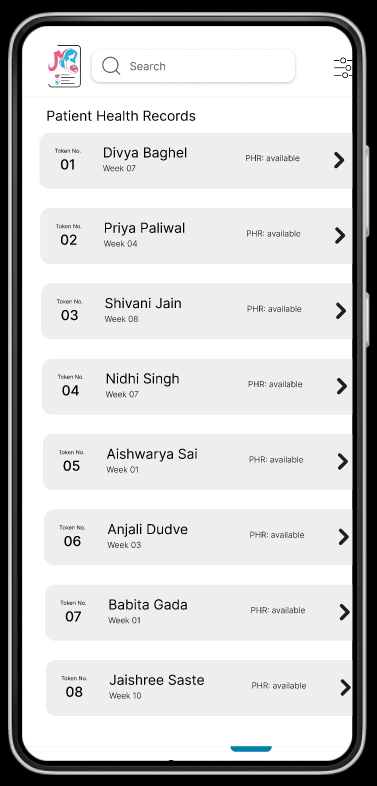 Search
Patient Health Records
Token No.
01
Divya Baghel
Week 07
PHR: available
Token No.
02
Priya Paliwal
Week 04
PHR: available
Token No.
03
Shivani Jain
Week 08
PHR: available
Token No.
04
Nidhi Singh
Week 07
PHR: available
Token No.
05
Aishwarya Sai
Week 01
PHR: available
Token No.
06
Anjali Dudve
Week 03
PHR: available
Token No.
07
Babita Gada
Week 01
PHR: available
Token No.
08
Jaishree Saste
Week 10
PHR: available